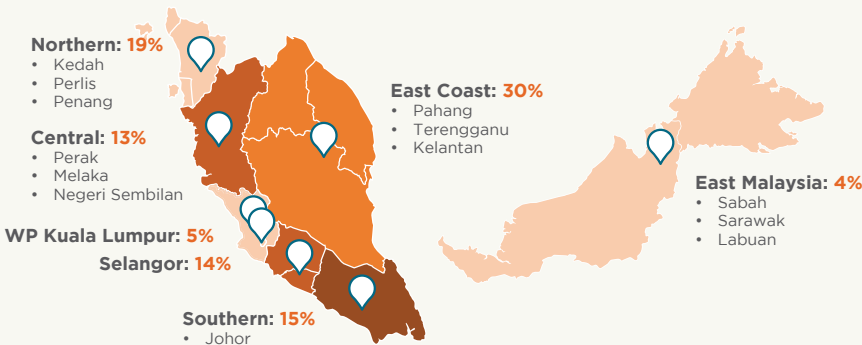 Northern: 19%
• Kedah
• Perlis
• Penang
Central: 13%
• Perak
• Melaka
• Negeri Sembilan
WP Kuala Lumpur: 5%
Selangor: 14%
Southern: 15%
• Johor
East Coast: 30%
• Pahang
• Terengganu
• Kelantan
East Malaysia: 4%
• Sabah
• Sarawak
• Labuan